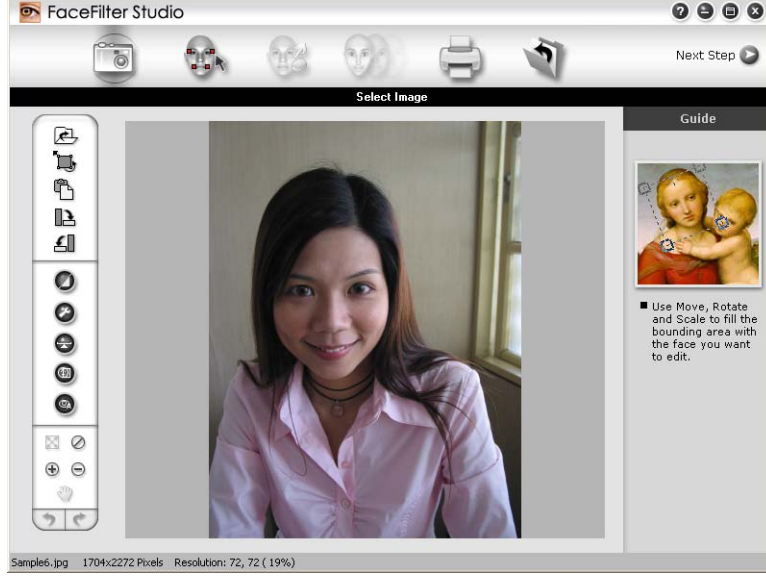 FaceFilter Studio
Next Step
Select Image
Guide
Use Move, Rotate
and Scale to fill the
bounding area with
the face you want
to edit.
Sample6.jpg 1704x2272 Pixels Resolution: 72, 72 ( 19%)